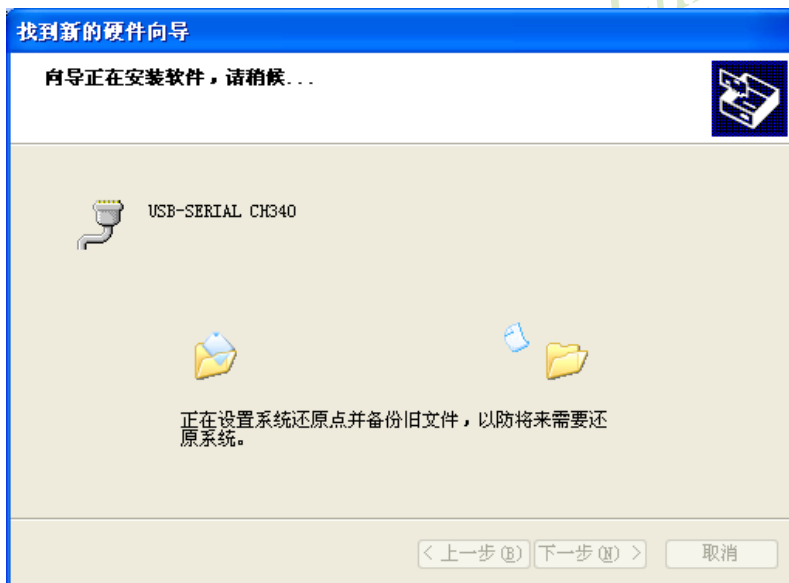 找到新的硬件向导
向导正在安装软件，请稍候...
USB-SERIAL CH340
正在设置系统还原点并备份旧文件，以防将来需要还
原系统。
< 上一步(B) 下一步(N) > 取消